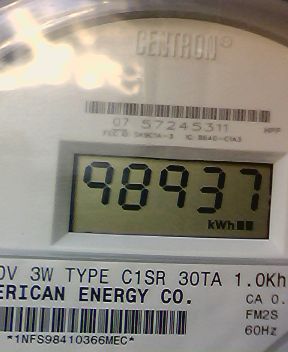 CENTRON®
07 57245311
98937
kWh
0V 3W TYPE C1SR 30TA 1.0Kh
ERICAN ENERGY CO.
CA 0.
FM2S
60Hz
*1NFS98410366MEC*